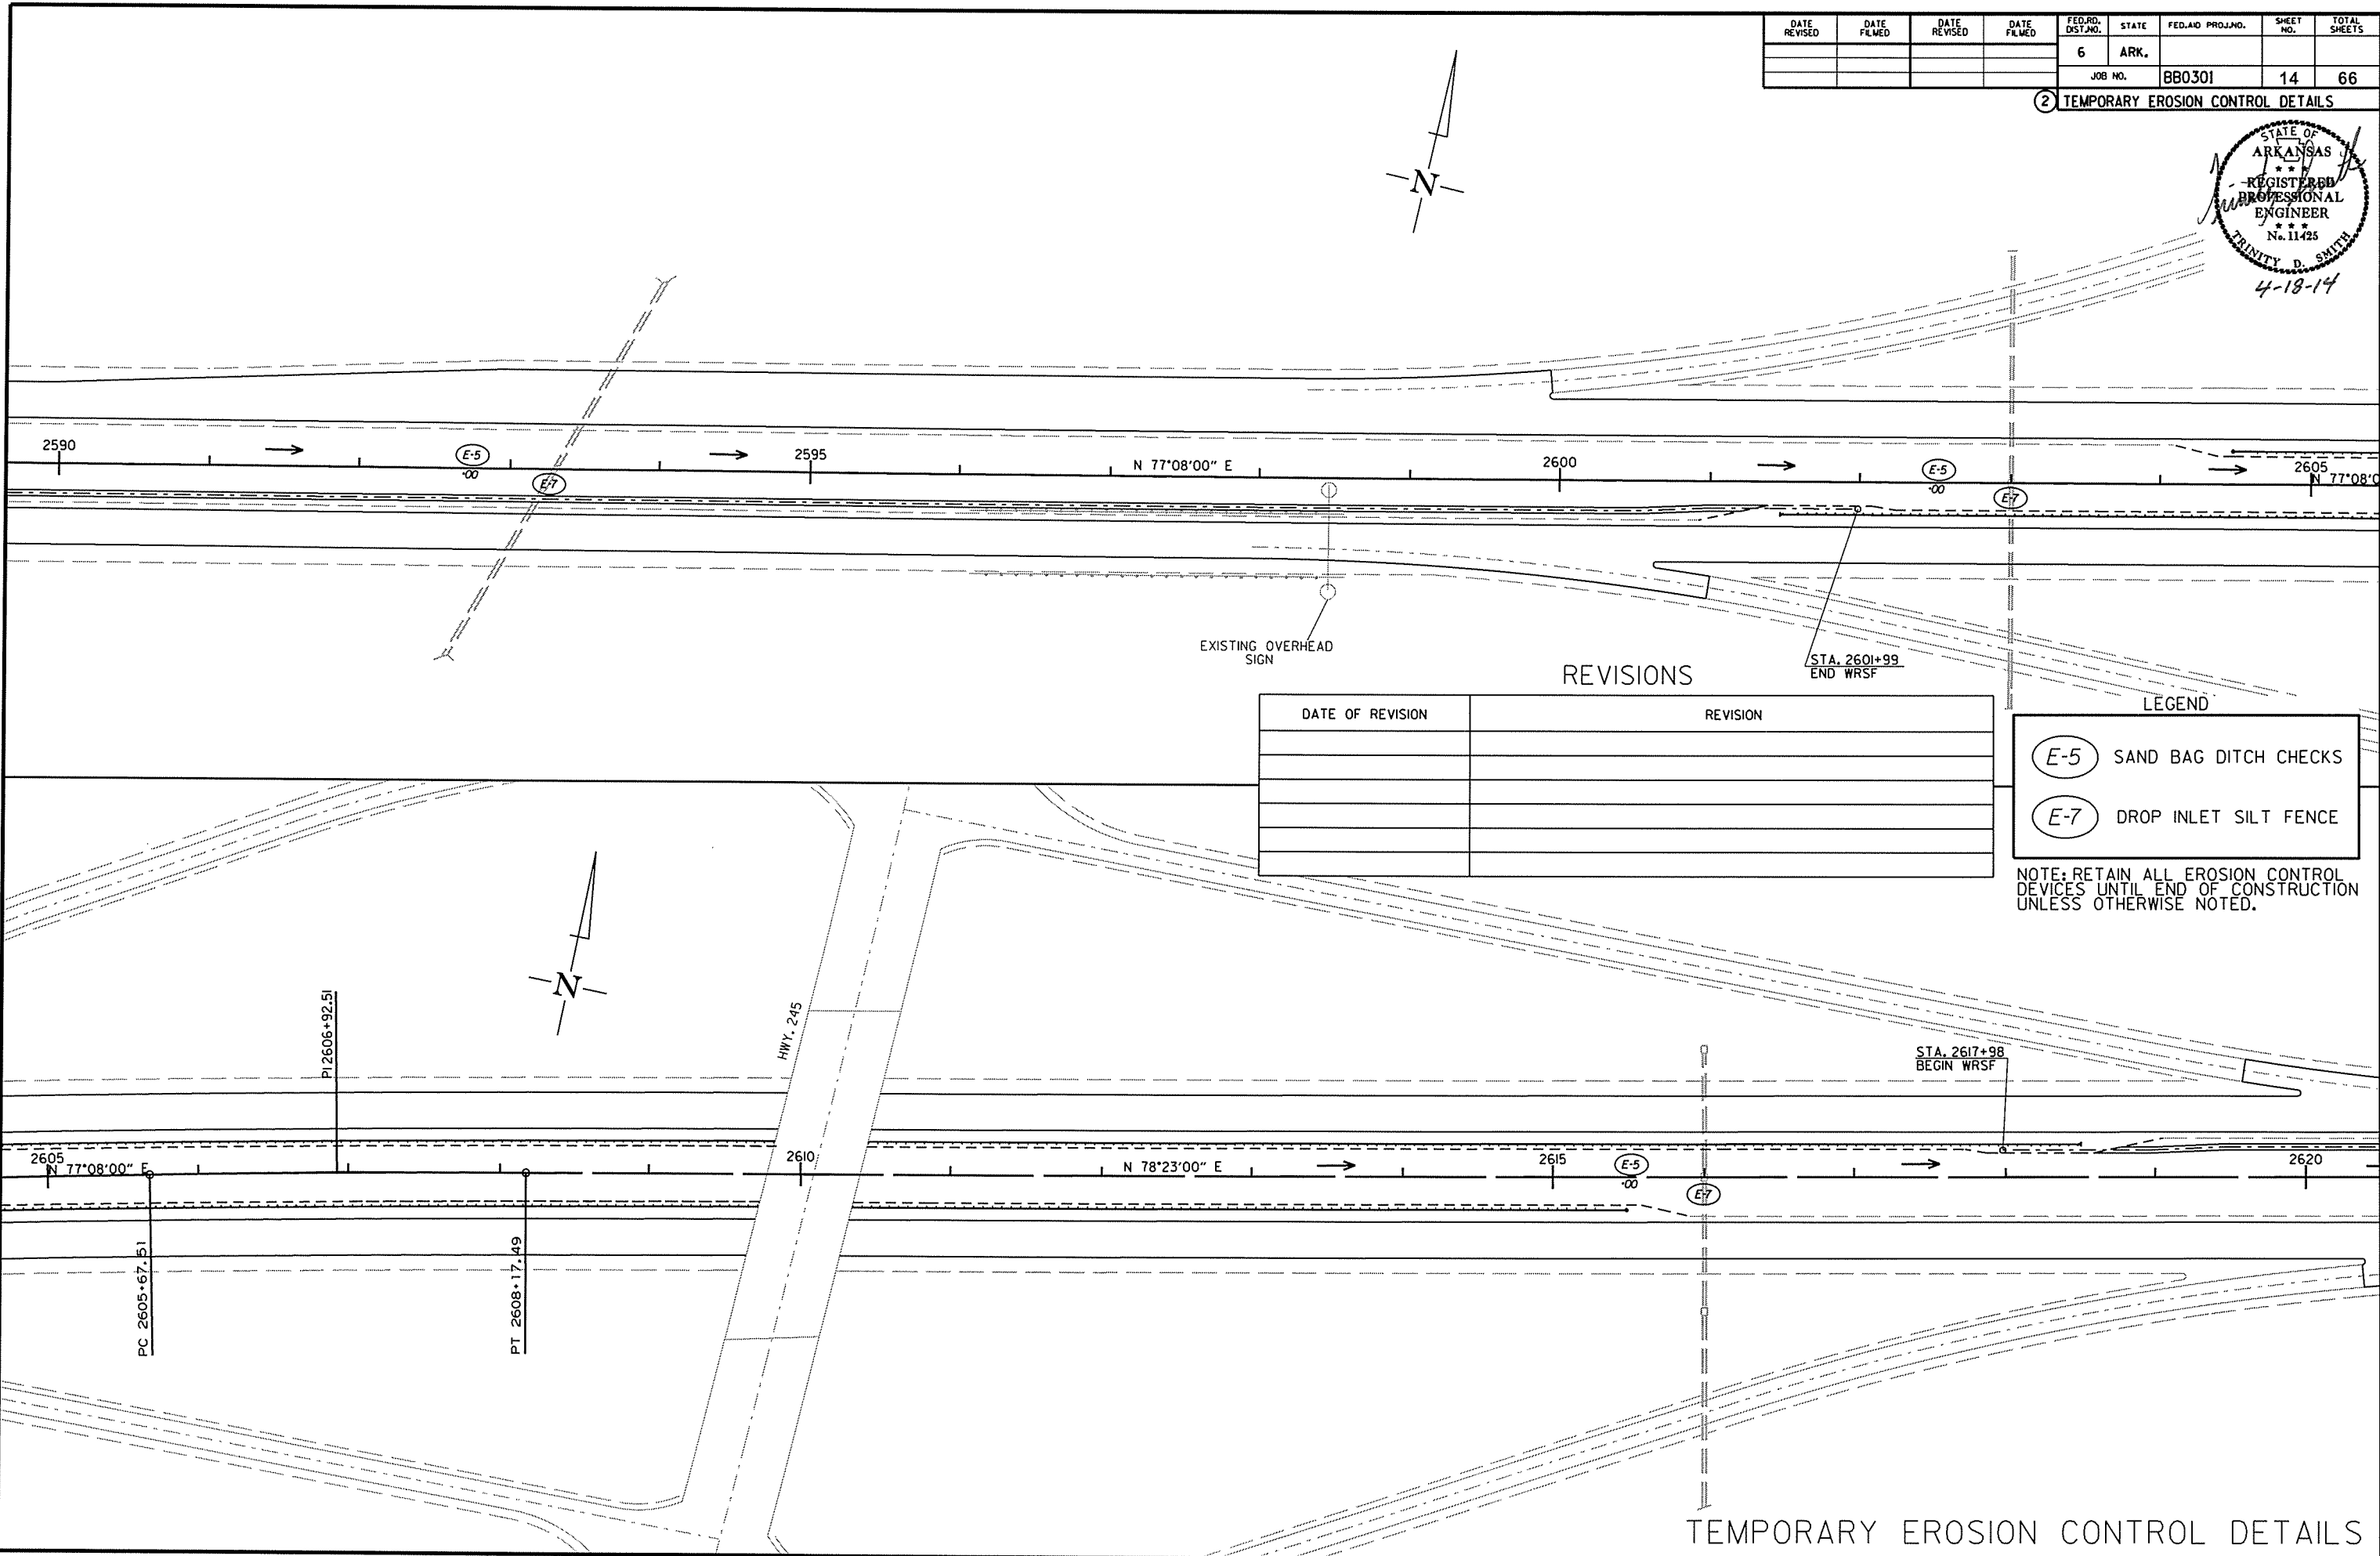 DATE REVISED
DATE FILMED
DATE REVISED
DATE FILMED
FED.RD. DIST.NO.
STATE
FED.AID PROJ.NO.
SHEET NO.
TOTAL SHEETS
6
ARK.
JOB NO.
BB0301
14
66
2 TEMPORARY EROSION CONTROL DETAILS
STATE OF
ARKANSAS
REGISTERED
PROFESSIONAL
ENGINEER
No. 11425
TRINITY D. SMITH
4-18-14
N
2590
E-5
.00
E-7
2595
N 77°08'00" E
2600
E-5
.00
E-7
2605
N 77°08'0
EXISTING OVERHEAD
SIGN
STA. 2601+99
END WRSF
REVISIONS
DATE OF REVISION
REVISION
LEGEND
E-5 SAND BAG DITCH CHECKS
E-7 DROP INLET SILT FENCE
NOTE: RETAIN ALL EROSION CONTROL
DEVICES UNTIL END OF CONSTRUCTION
UNLESS OTHERWISE NOTED.
N
PI 2606+92.51
HWY. 245
STA. 2617+98
BEGIN WRSF
2605
N 77°08'00" E
2610
N 78°23'00" E
2615
E-5
.00
E-7
2620
PC 2605+67.51
PT 2608+17.49
TEMPORARY EROSION CONTROL DETAILS